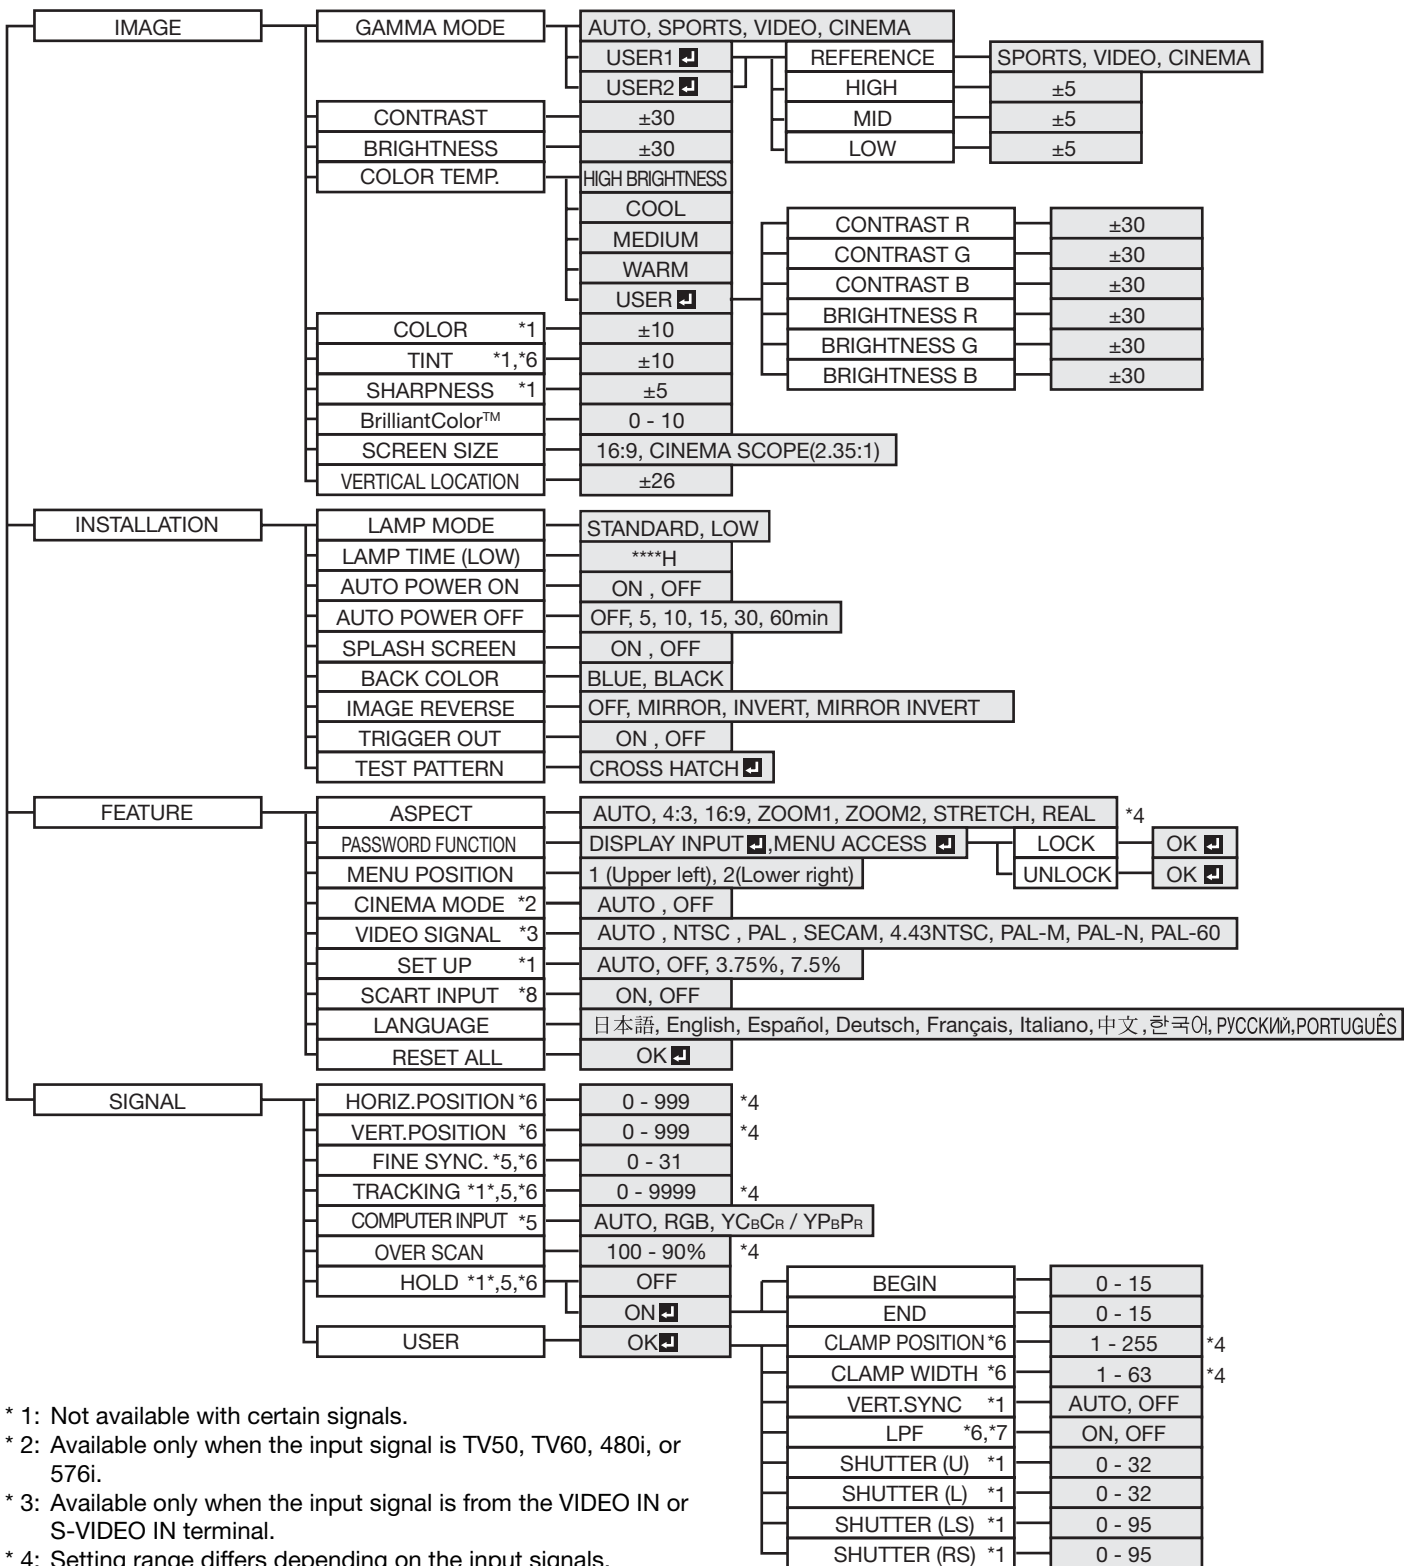 IMAGE GAMMA MODE AUTO, SPORTS, VIDEO, CINEMA
USER1 REFERENCE SPORTS, VIDEO, CINEMA
USER2 HIGH ±5
CONTRAST ±30 MID ±5
BRIGHTNESS ±30 LOW ±5
COLOR TEMP. HIGH BRIGHTNESS
COOL CONTRAST R ±30
MEDIUM CONTRAST G ±30
WARM CONTRAST B ±30
USER BRIGHTNESS R ±30
COLOR *1 ±10 BRIGHTNESS G ±30
TINT *1,*6 ±10 BRIGHTNESS B ±30
SHARPNESS *1 ±5
BrilliantColor™ 0 - 10
SCREEN SIZE 16:9, CINEMA SCOPE(2.35:1)
VERTICAL LOCATION ±26
INSTALLATION LAMP MODE STANDARD, LOW
LAMP TIME (LOW) ****H
AUTO POWER ON ON , OFF
AUTO POWER OFF OFF, 5, 10, 15, 30, 60min
SPLASH SCREEN ON , OFF
BACK COLOR BLUE, BLACK
IMAGE REVERSE OFF, MIRROR, INVERT, MIRROR INVERT
TRIGGER OUT ON , OFF
TEST PATTERN CROSS HATCH
FEATURE ASPECT AUTO, 4:3, 16:9, ZOOM1, ZOOM2, STRETCH, REAL *4
PASSWORD FUNCTION DISPLAY INPUT ,MENU ACCESS LOCK OK
MENU POSITION 1 (Upper left), 2(Lower right) UNLOCK OK
CINEMA MODE *2 AUTO , OFF
VIDEO SIGNAL *3 AUTO , NTSC , PAL , SECAM, 4.43NTSC, PAL-M, PAL-N, PAL-60
SET UP *1 AUTO, OFF, 3.75%, 7.5%
SCART INPUT *8 ON, OFF
LANGUAGE 日本語, English, Español, Deutsch, Français, Italiano, 中文 , 한국어, РУССКИЙ,PORTUGUÊS
RESET ALL OK
SIGNAL HORIZ.POSITION *6 0 - 999 *4
VERT.POSITION *6 0 - 999 *4
FINE SYNC. *5,*6 0 - 31
TRACKING *1*,5,*6 0 - 9999 *4
COMPUTER INPUT *5 AUTO, RGB, YCBCR / YPBPR
OVER SCAN 100 - 90% *4
HOLD *1*,5,*6 OFF BEGIN 0 - 15
ON END 0 - 15
USER OK CLAMP POSITION *6 1 - 255 *4
CLAMP WIDTH *6 1 - 63 *4
VERT.SYNC *1 AUTO, OFF
LPF *6,*7 ON, OFF
SHUTTER (U) *1 0 - 32
SHUTTER (L) *1 0 - 32
SHUTTER (LS) *1 0 - 95
SHUTTER (RS) *1 0 - 95
* 1: Not available with certain signals.
* 2: Available only when the input signal is TV50, TV60, 480i, or
576i.
* 3: Available only when the input signal is from the VIDEO IN or
S-VIDEO IN terminal.
* 4: Setting range differs depending on the input signals.